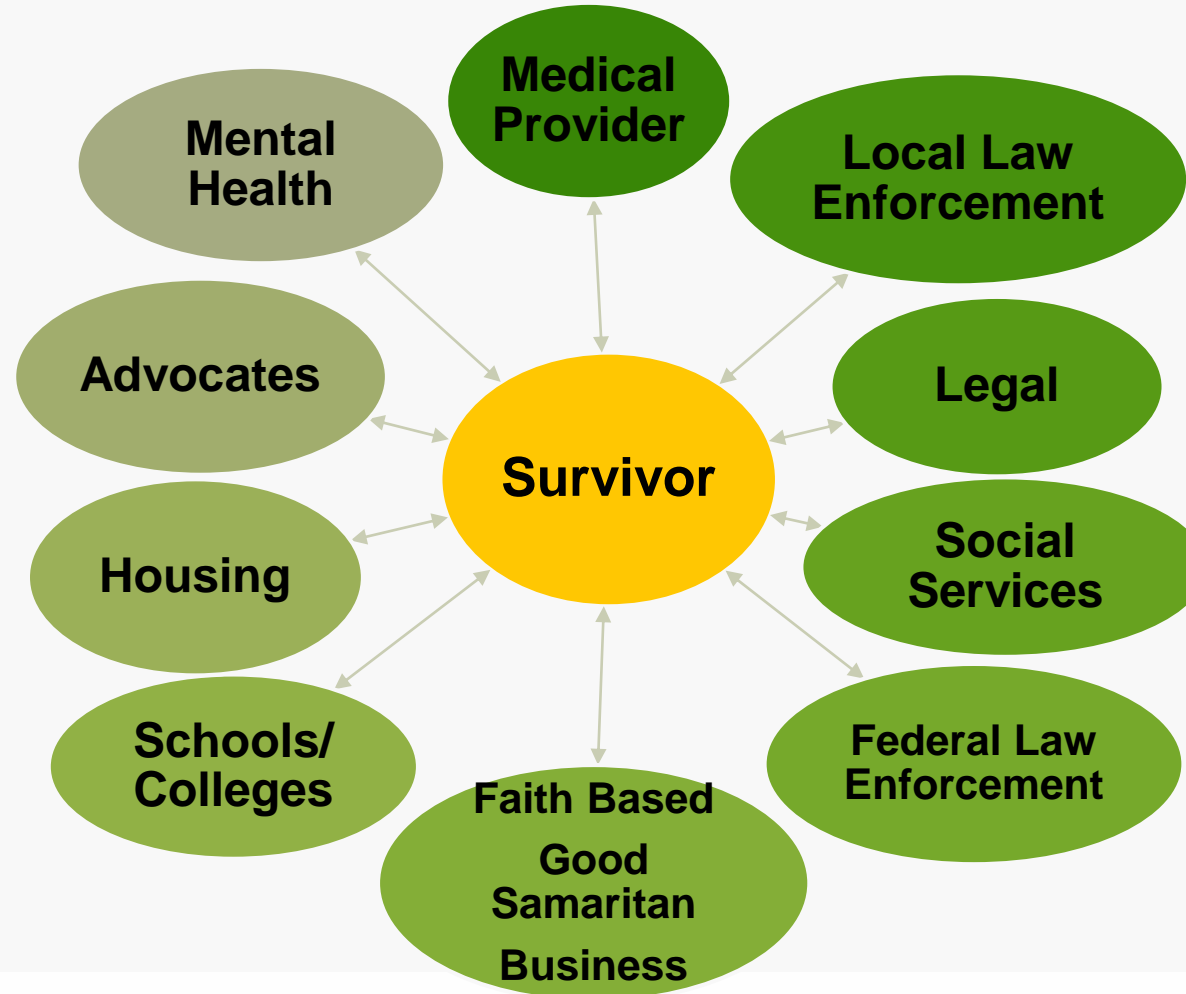 Medical
Provider
Local Law
Enforcement
Legal
Social
Services
Federal Law
Enforcement
Faith Based
Good
Samaritan
Business
Schools/
Colleges
Housing
Advocates
Mental
Health
Survivor